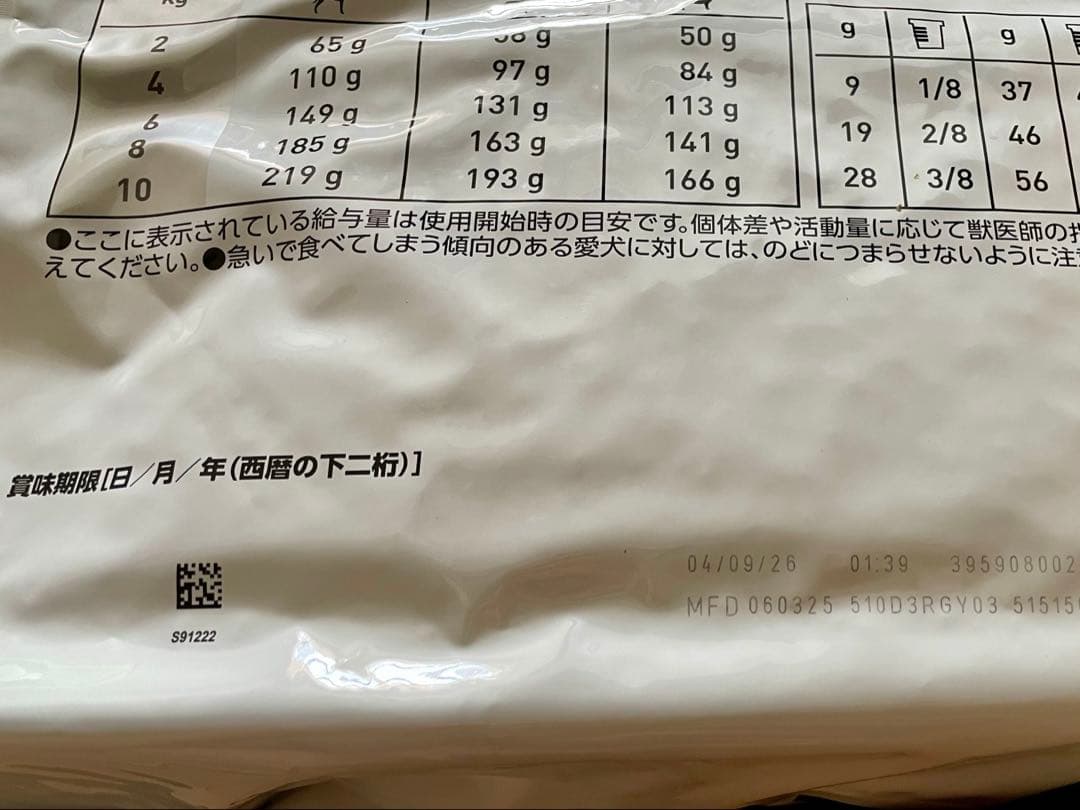 kg
2 65 g g 50 g
4 110 g 97 g 84 g
6 149 g 131 g 113 g
8 185 g 163 g 141 g
10 219 g 193 g 166 g
g g
9 1/8 37
19 2/8 46
28 3/8 56
●ここに表示されている給与量は使用開始時の目安です。個体差や活動量に応じて獣医師の
えてください。●急いで食べてしまう傾向のある愛犬に対しては、のどにつまらせないように注
賞味期限[日/月/年(西暦の下二桁)]
04/09/26 01:39 395908002
MFD 060325 510D3RGY03 51515
S91222